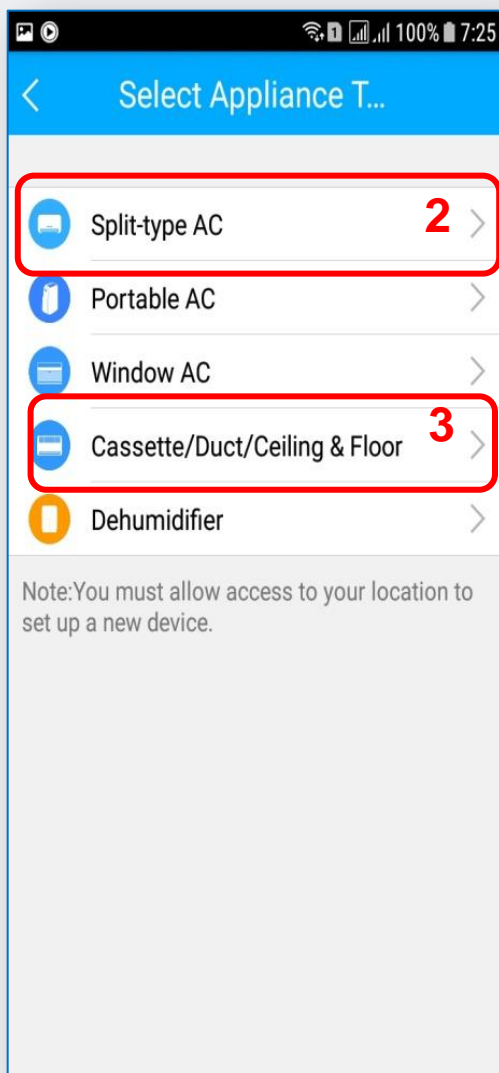 1 100% 7:25
Select Appliance T...
Split-type AC 2
Portable AC
Window AC
Cassette/Duct/Ceiling & Floor 3
Dehumidifier
Note:You must allow access to your location to
set up a new device.